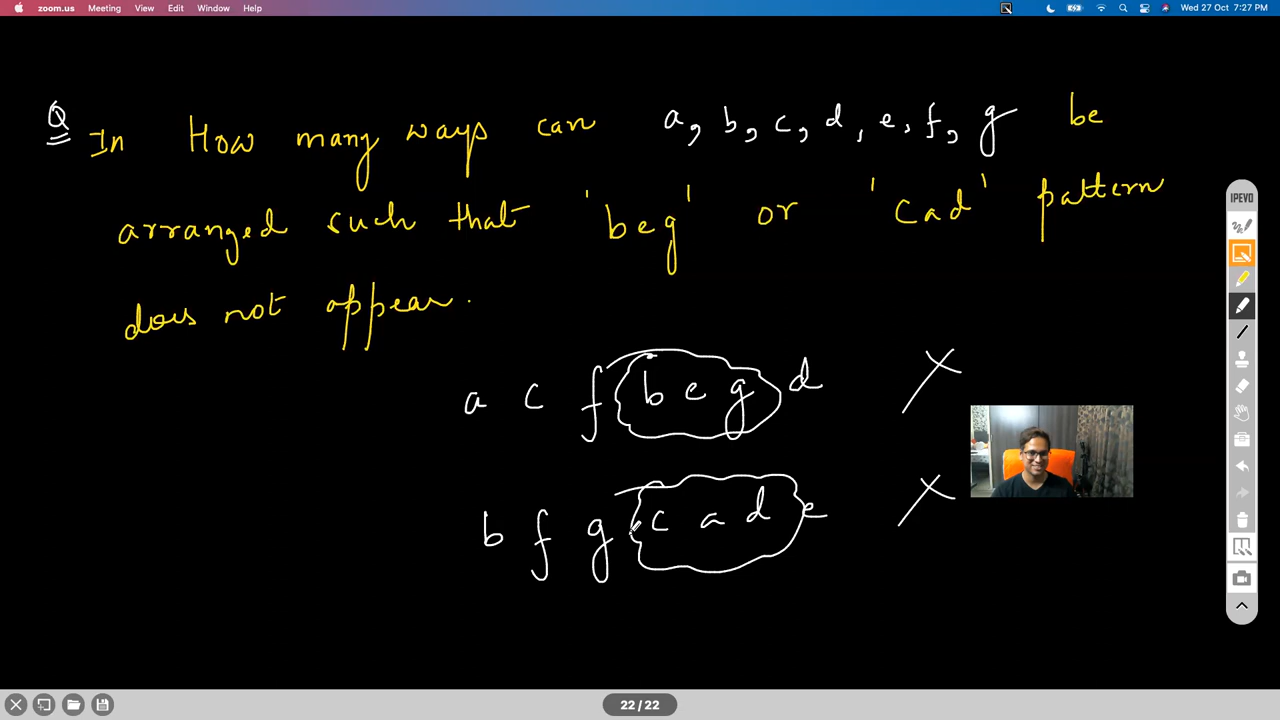 zoom.us Meeting View Edit Window Help Wed 27 Oct 7:27 PM
Q In How many ways can a, b, c, d, e, f, g be
arranged such that 'beg' or 'cad' pattern
does not appear.
IPEVO
a c f b e g d X
b f g c a d e X
22 / 22